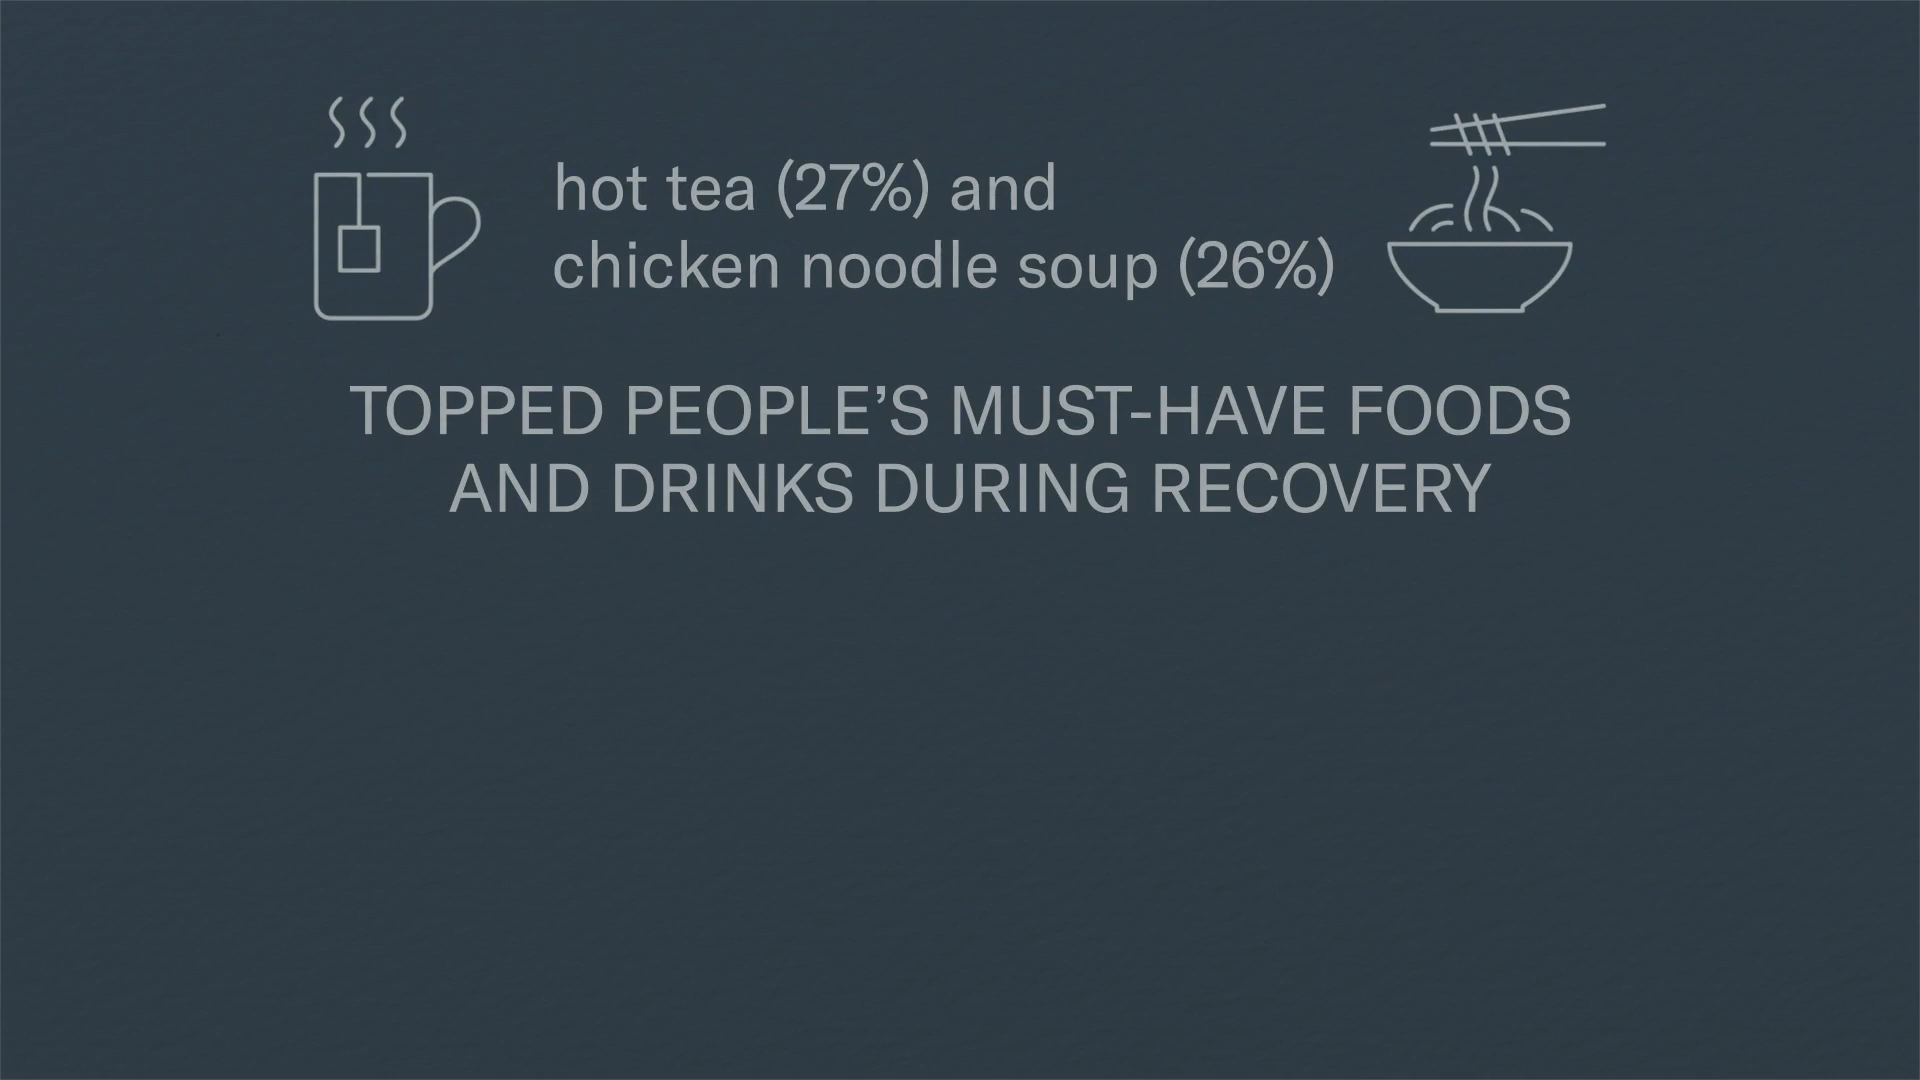 hot tea (27%) and
chicken noodle soup (26%)
TOPPED PEOPLE’S MUST-HAVE FOODS
AND DRINKS DURING RECOVERY